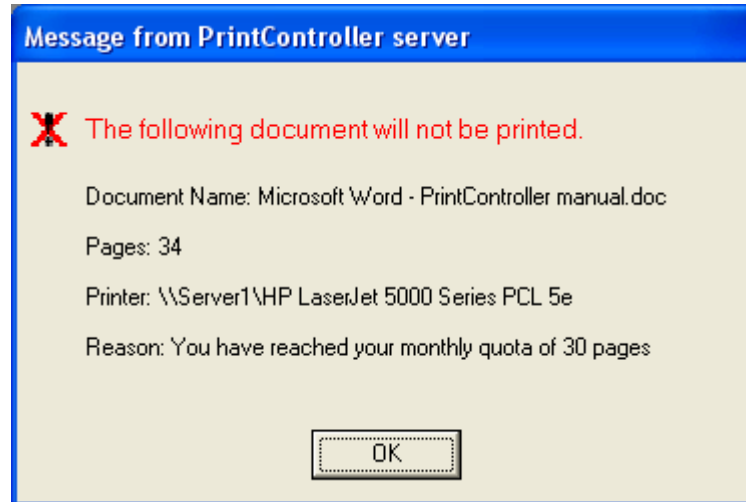 Message from PrintController server
The following document will not be printed.
Document Name: Microsoft Word - PrintController manual.doc
Pages: 34
Printer: \\Server1\HP LaserJet 5000 Series PCL 5e
Reason: You have reached your monthly quota of 30 pages
OK